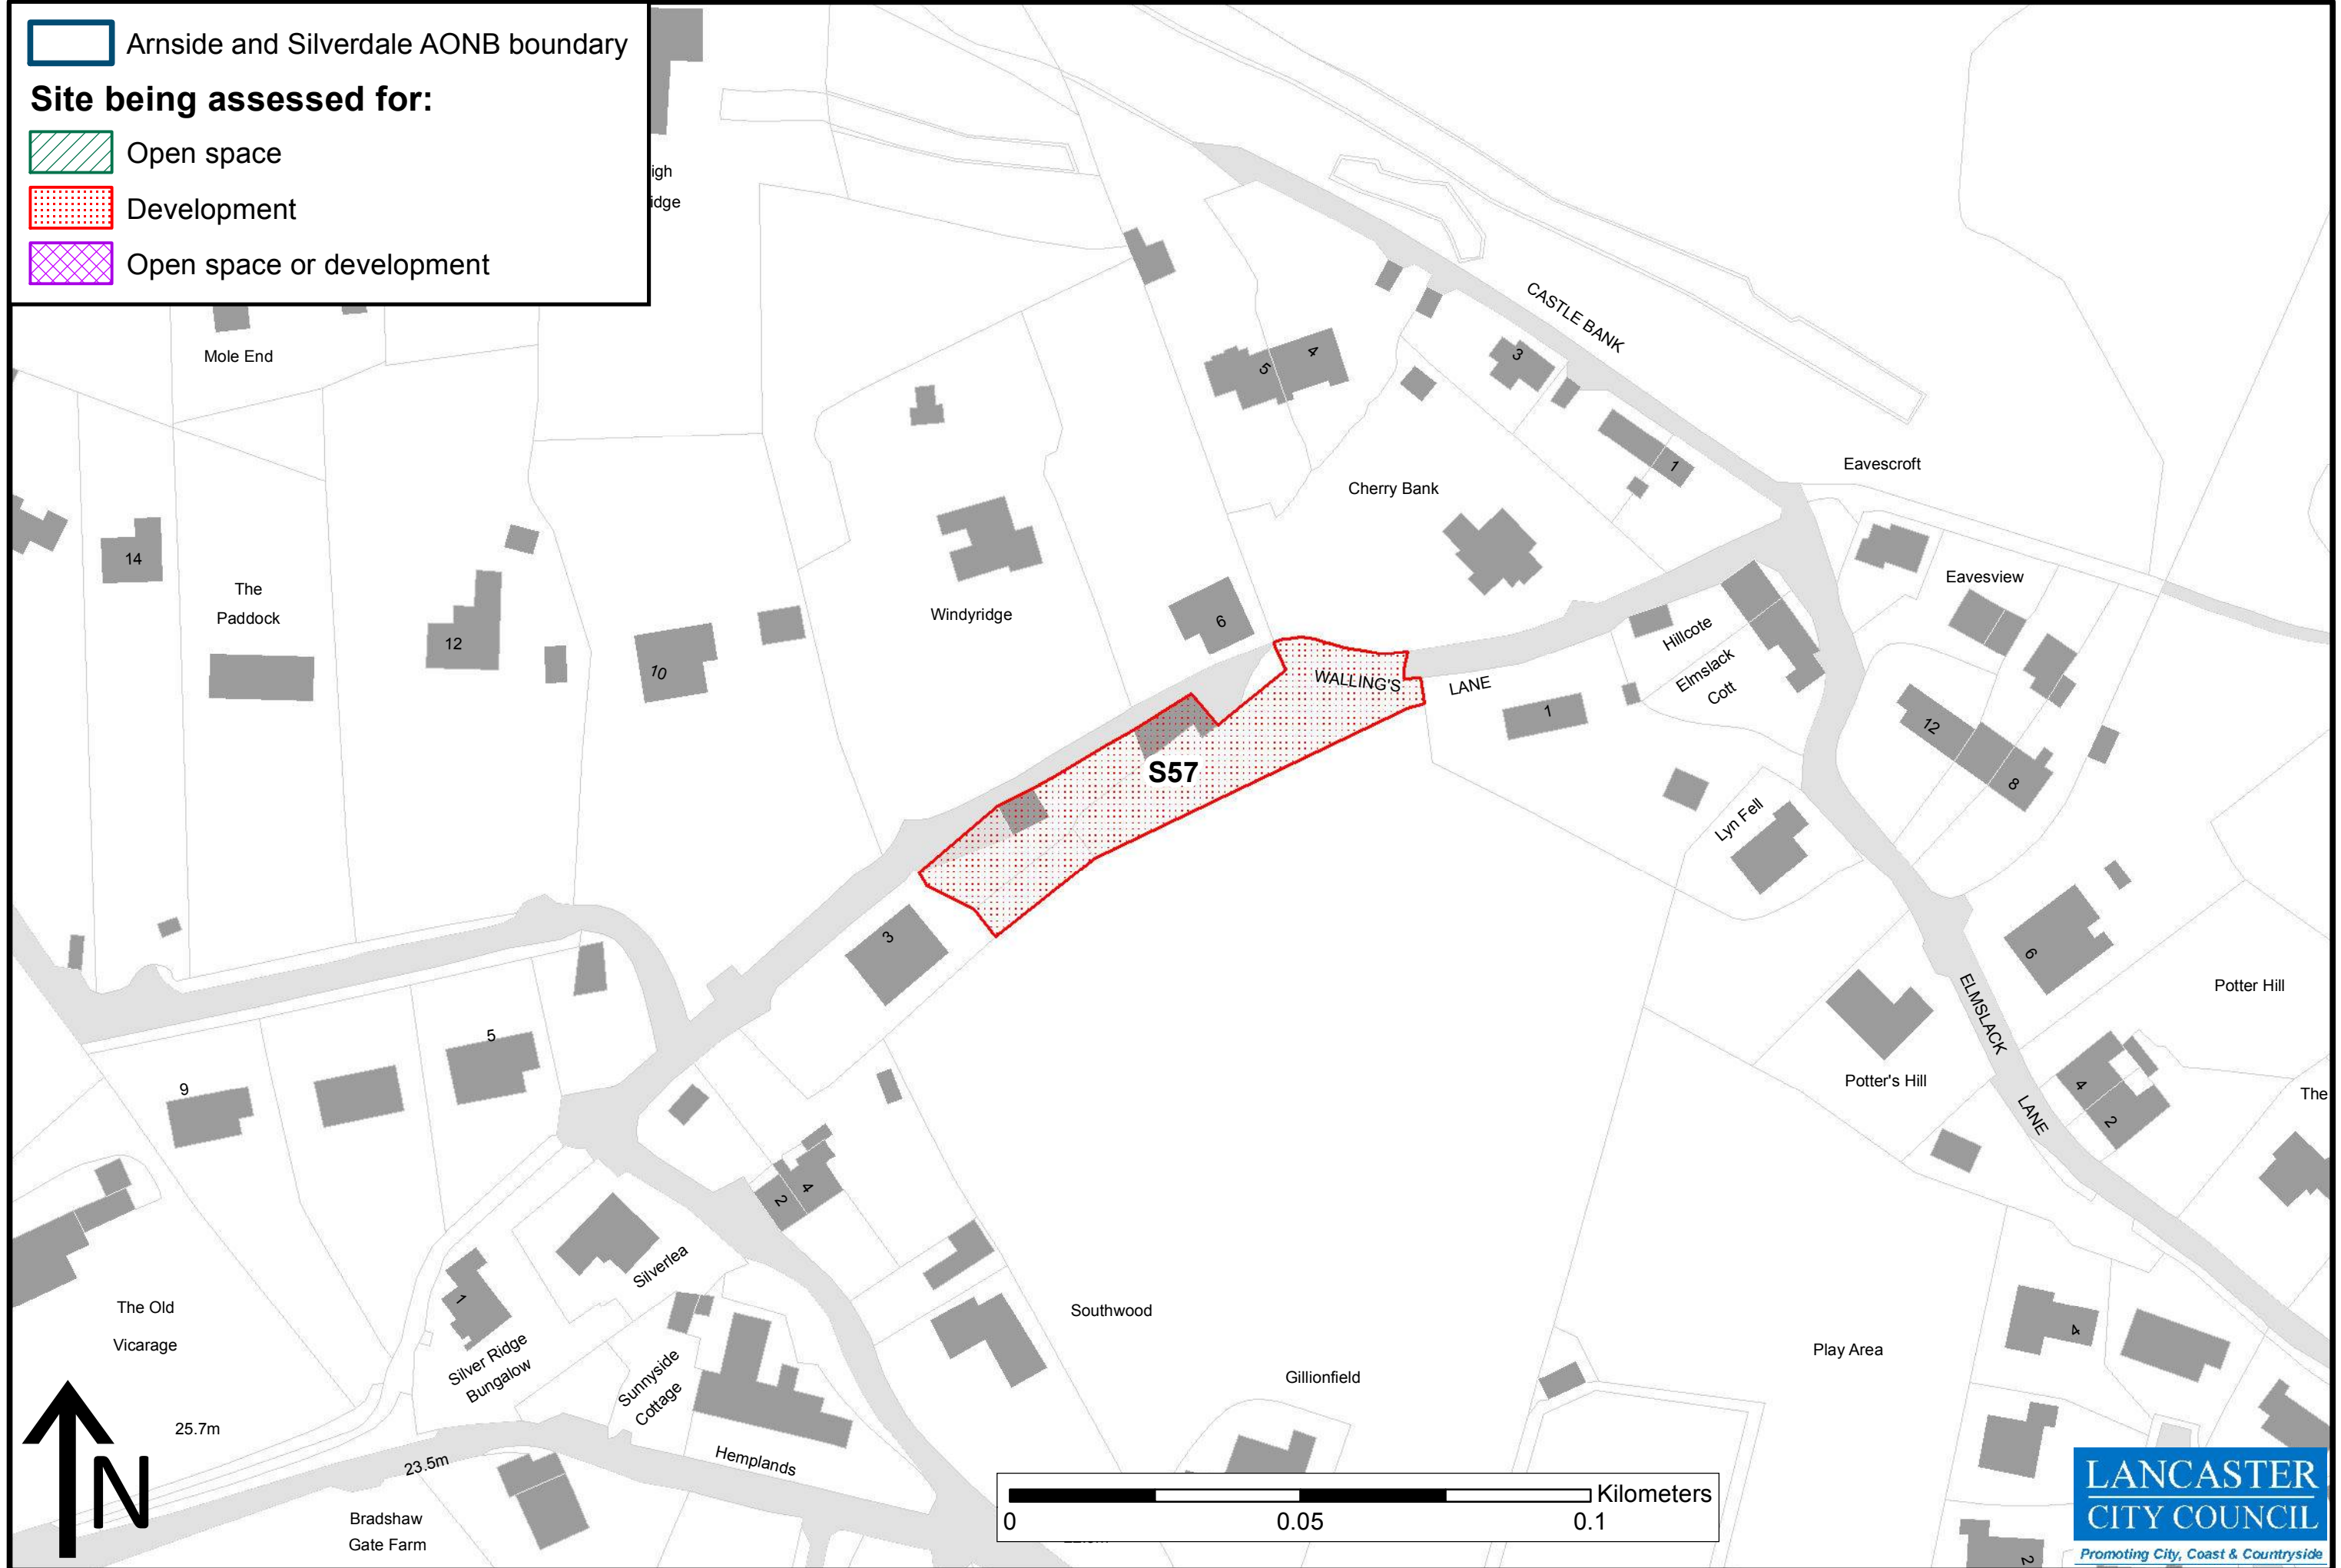 Arnside and Silverdale AONB boundary
Site being assessed for:
Open space
Development
Open space or development
igh
idge
Mole End
CASTLE BANK
3
4
5
1
Eavescroft
Cherry Bank
14
The
Paddock
12
10
Windyridge
6
Eavesview
Hillcote
Elmslack
Cott
WALLING'S
LANE
1
12
8
S57
Lyn Fell
3
6
Potter Hill
ELMSLACK
LANE
5
9
Potter's Hill
4
2
The
2
4
Silverlea
1
The Old
Vicarage
Silver Ridge
Bungalow
Southwood
Sunnyside
Cottage
Gillionfield
Play Area
4
25.7m
23.5m
Hemplands
N
Bradshaw
Gate Farm
Kilometers
0
0.05
0.1
2
LANCASTER
CITY COUNCIL
Promoting City, Coast & Countryside